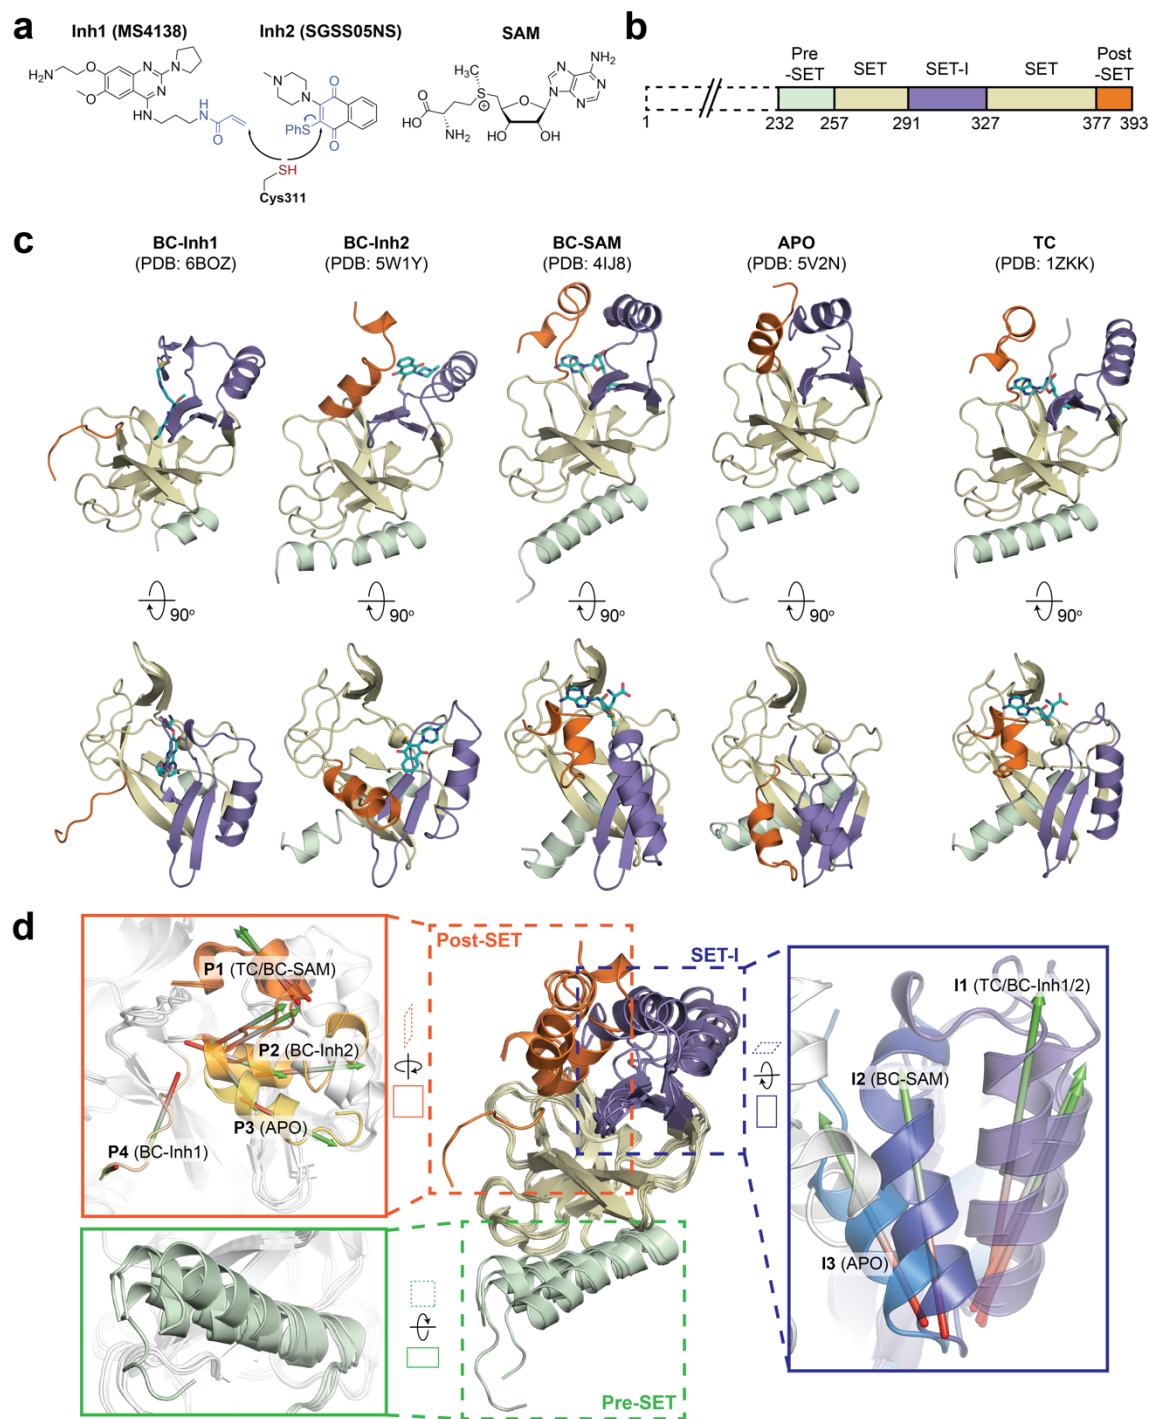 a
Inh1 (MS4138)
Inh2 (SGSS05NS)
SAM
H2N
O
O
N
N
N
HN
H
N
O
SH
Cys311
N
N
O
O
PhS
H3C
S
⊕
O
HO
NH2
O
OH
OH
N
N
N
N
NH2
b
Pre
-SET
SET
SET-I
SET
Post
-SET
1
232
257
291
327
377
393
c
BC-Inh1
(PDB: 6BOZ)
BC-Inh2
(PDB: 5W1Y)
BC-SAM
(PDB: 4IJ8)
APO
(PDB: 5V2N)
TC
(PDB: 1ZKK)
90°
90°
90°
90°
90°
d
Post-SET
SET-I
Pre-SET
P1 (TC/BC-SAM)
P2 (BC-Inh2)
P3 (APO)
P4 (BC-Inh1)
I1 (TC/BC-Inh1/2)
I2 (BC-SAM)
I3 (APO)